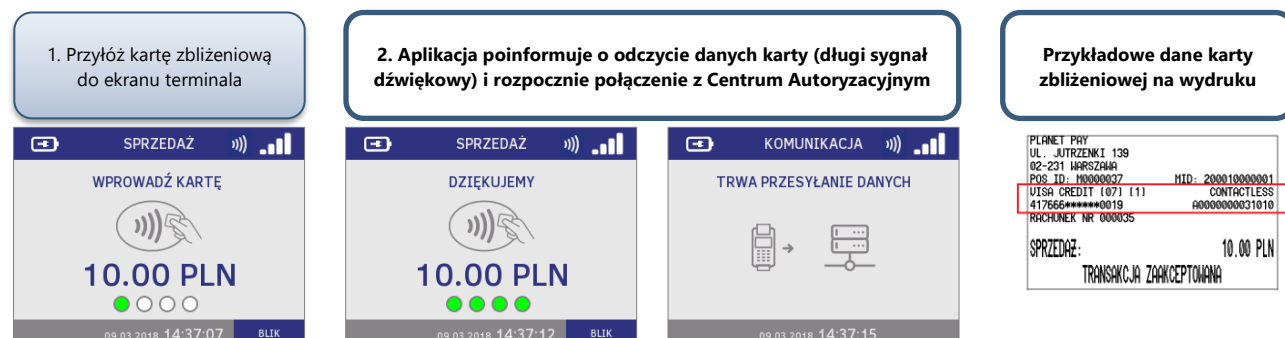 1. Przyłóż kartę zbliżeniową
do ekranu terminala
2. Aplikacja poinformuje o odczycie danych karty (długi sygnał
dźwiękowy) i rozpocznie połączenie z Centrum Autoryzacyjnym
Przykładowe dane karty
zbliżeniowej na wydruku
SPRZEDAŻ
WPROWADŹ KARTĘ
10.00 PLN
09.03.2018 14:37:07 BLIK
SPRZEDAŻ
DZIĘKUJEMY
10.00 PLN
09.03.2018 14:37:12 BLIK
KOMUNIKACJA
TRWA PRZESYŁANIE DANYCH
09.03.2018 14:37:15
PLANET PAY
UL. JUTRZENKI 139
02-231 WARSZAWA
POS ID: M0000037 MID: 200010000001
VISA CREDIT [07] [1] CONTACTLESS
417666******0019 A0000000031010
RACHUNEK NR 000035
SPRZEDAŻ: 10.00 PLN
TRANSAKCJA ZAAKCEPTOWANA